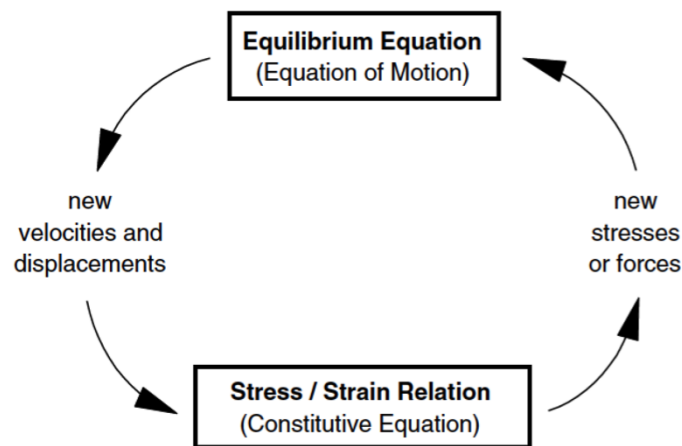 Equilibrium Equation
(Equation of Motion)
new
velocities and
displacements
new
stresses
or forces
Stress / Strain Relation
(Constitutive Equation)